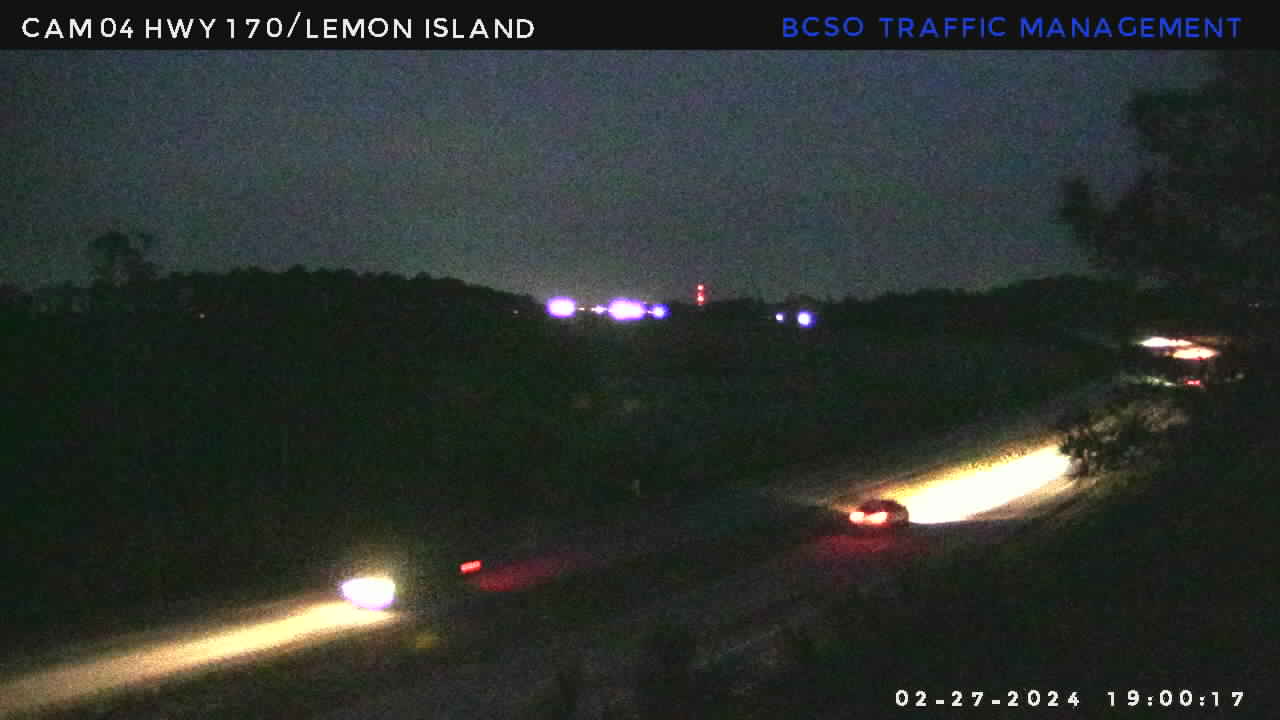 CAM04 HWY 170/LEMON ISLAND
BCSO TRAFFIC MANAGEMENT
02-27-2024 19:00:17